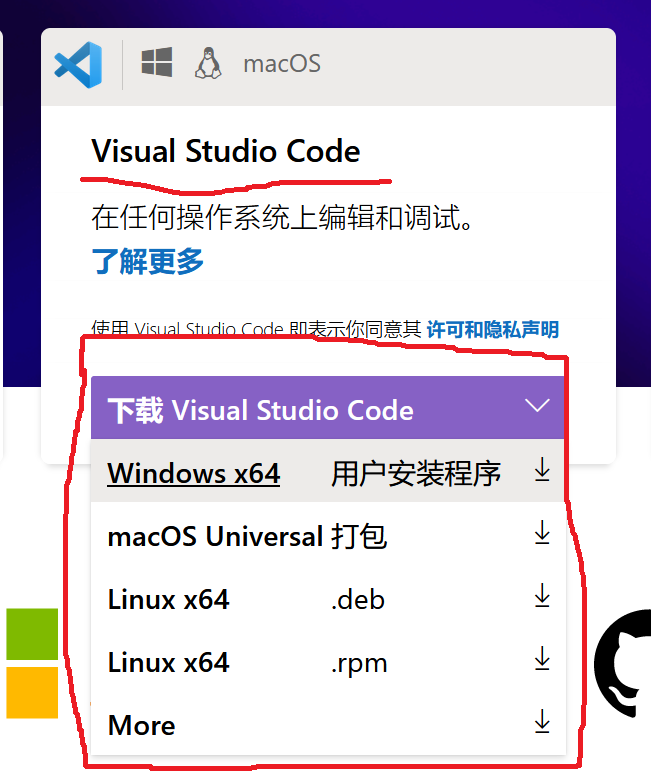 macOS
Visual Studio Code
在任何操作系统上编辑和调试。
了解更多
使用 Visual Studio Code 即表示你同意其 许可和隐私声明
下载 Visual Studio Code
Windows x64 用户安装程序
macOS Universal 打包
Linux x64 .deb
Linux x64 .rpm
More